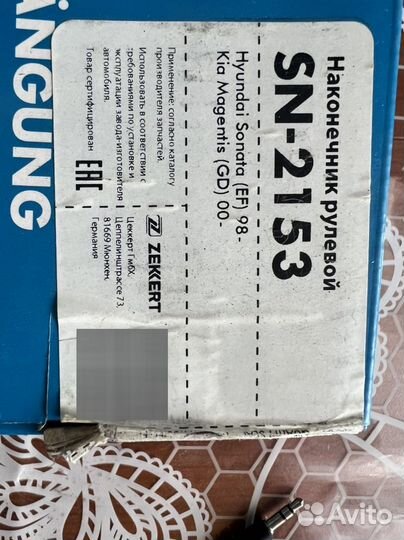 Наконечник рулевой
SN-2153
Hyundai Sonata (EF) 98-
Kia Magentis (GD) 00-
Применение: согласно каталогу
производителя запчастей.
Использовать в соответствии с
требованиями по установке и
эксплуатации завода-изготовителя
автомобиля.
Товар сертифицирован
EAC
ZEKKERT
Цеккерт ГмбХ,
Цеппелинштрассе 73,
81669 Мюнхен,
Германия
ÄNGUNG
Avito